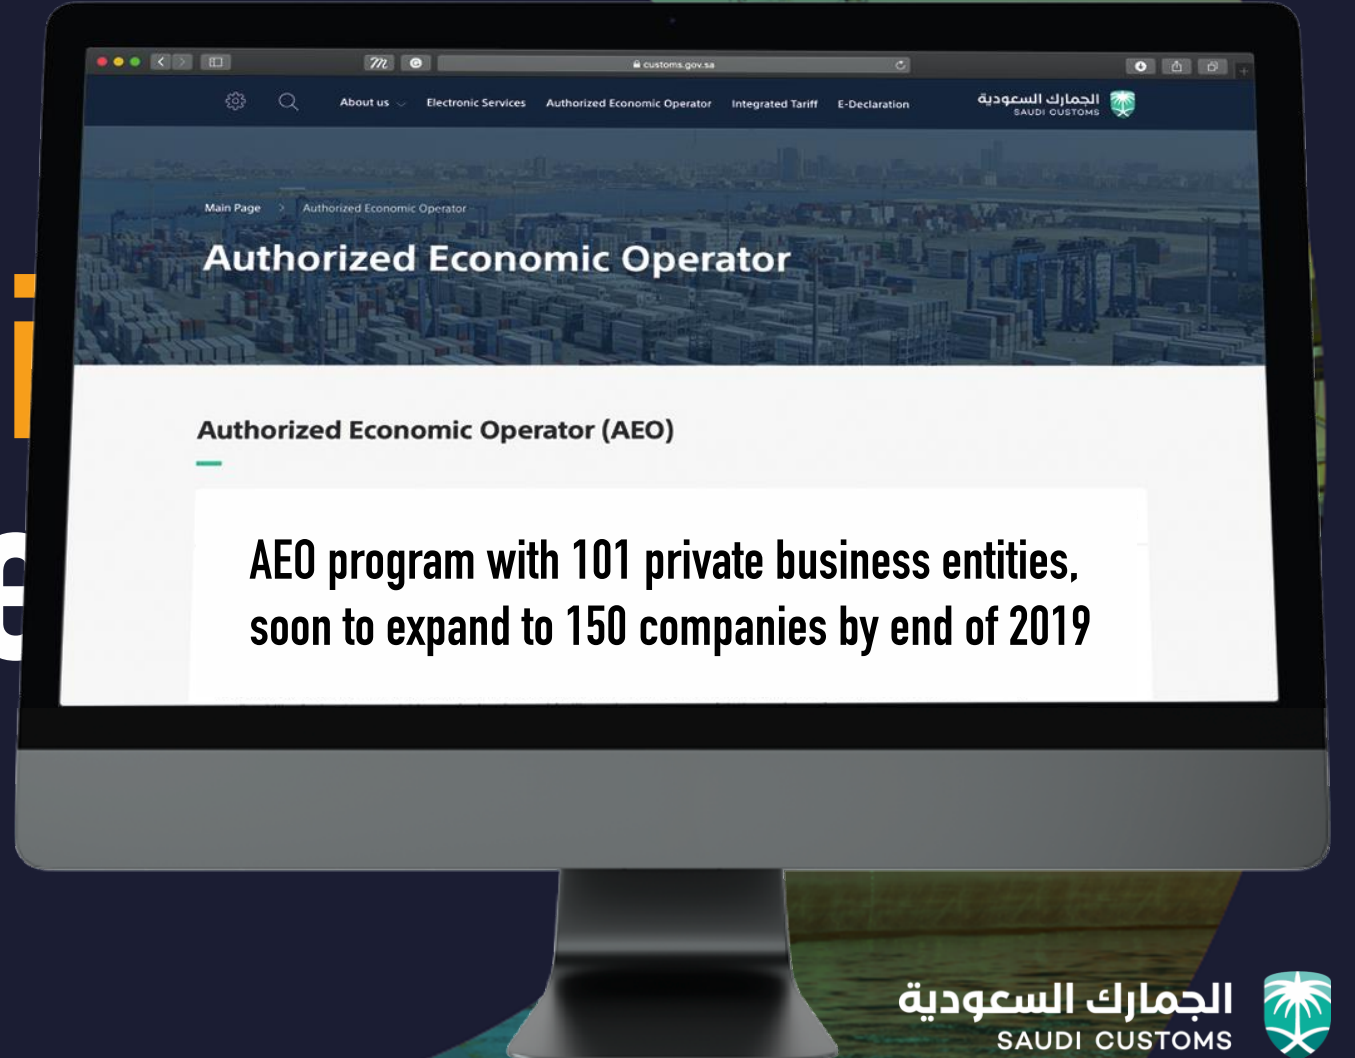 customs.gov.sa
About us
Electronic Services
Authorized Economic Operator
Integrated Tariff
E-Declaration
الجمارك السعودية
SAUDI CUSTOMS
Main Page > Authorized Economic Operator
Authorized Economic Operator
Authorized Economic Operator (AEO)
AEO program with 101 private business entities,
soon to expand to 150 companies by end of 2019
الجمارك السعودية
SAUDI CUSTOMS